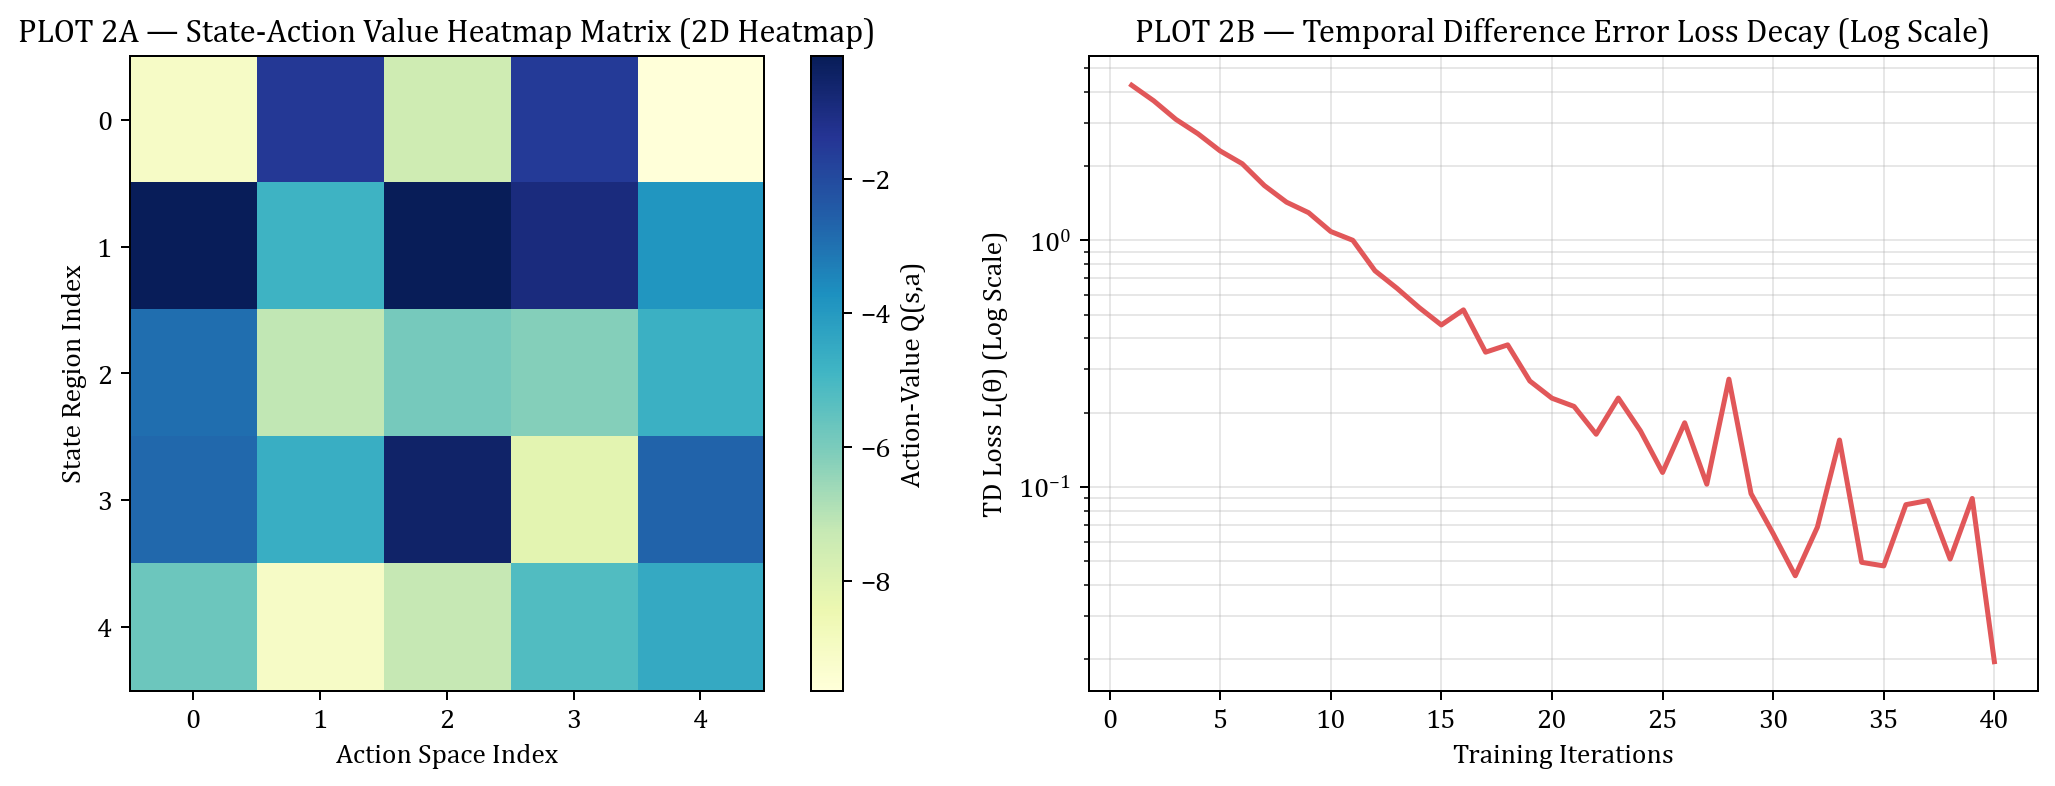 PLOT 2A — State-Action Value Heatmap Matrix (2D Heatmap)
State Region Index
0
1
2
3
4
0 1 2 3 4
Action Space Index
−2
−4
−6
−8
Action-Value Q(s,a)
PLOT 2B — Temporal Difference Error Loss Decay (Log Scale)
TD Loss L(θ) (Log Scale)
10⁰
10⁻¹
0 5 10 15 20 25 30 35 40
Training Iterations